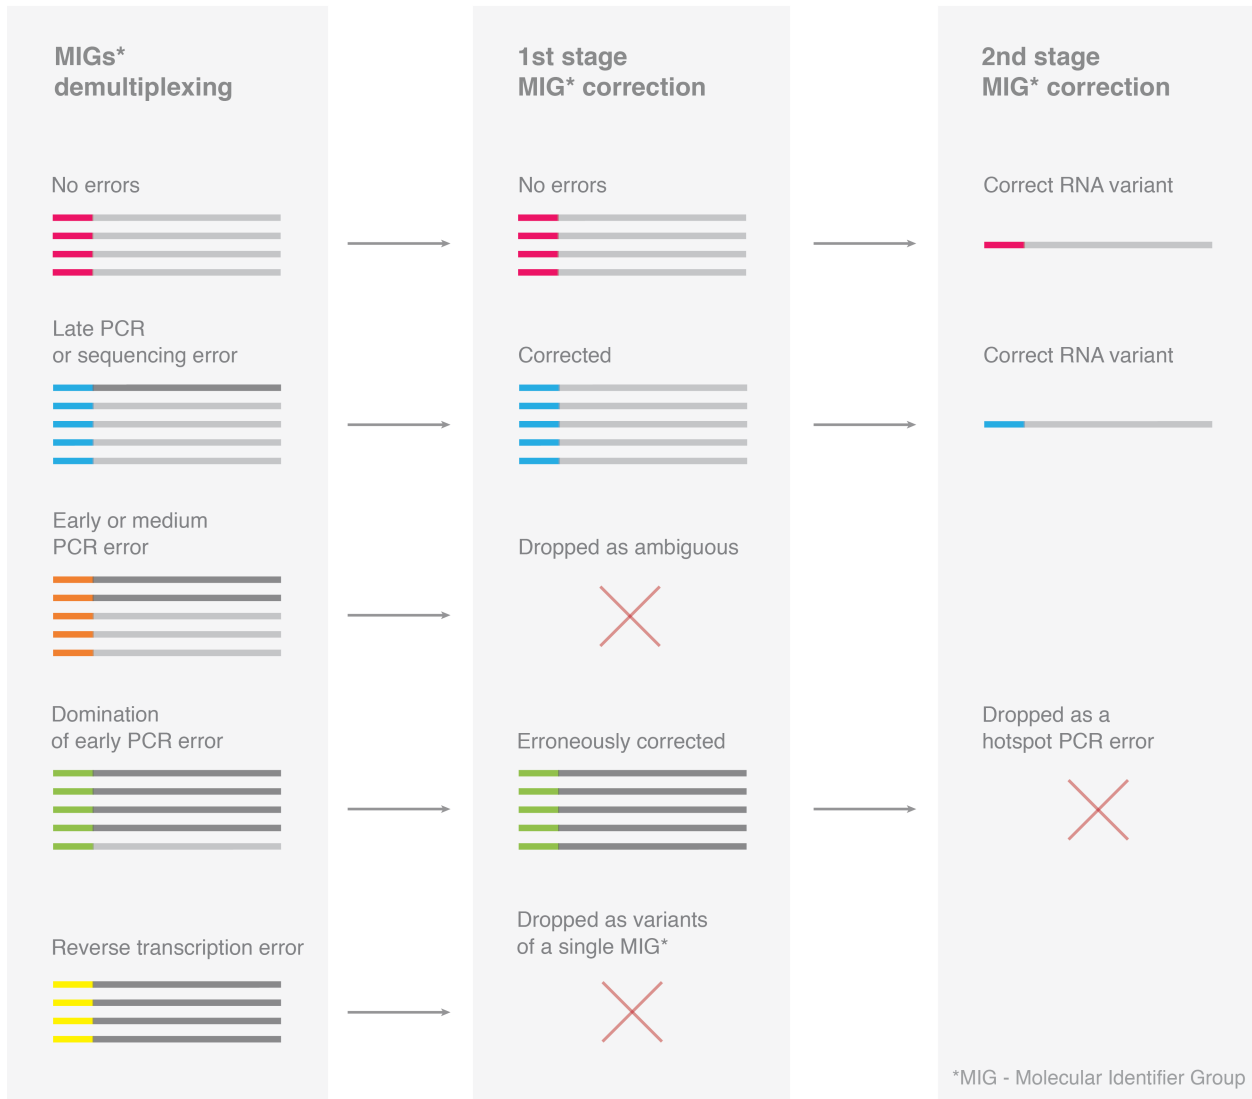 MIGs*
demultiplexing
1st stage
MIG* correction
2nd stage
MIG* correction
No errors
No errors
Correct RNA variant
Late PCR
or sequencing error
Corrected
Correct RNA variant
Early or medium
PCR error
Dropped as ambiguous
Domination
of early PCR error
Erroneously corrected
Dropped as a
hotspot PCR error
Reverse transcription error
Dropped as variants
of a single MIG*
*MIG - Molecular Identifier Group